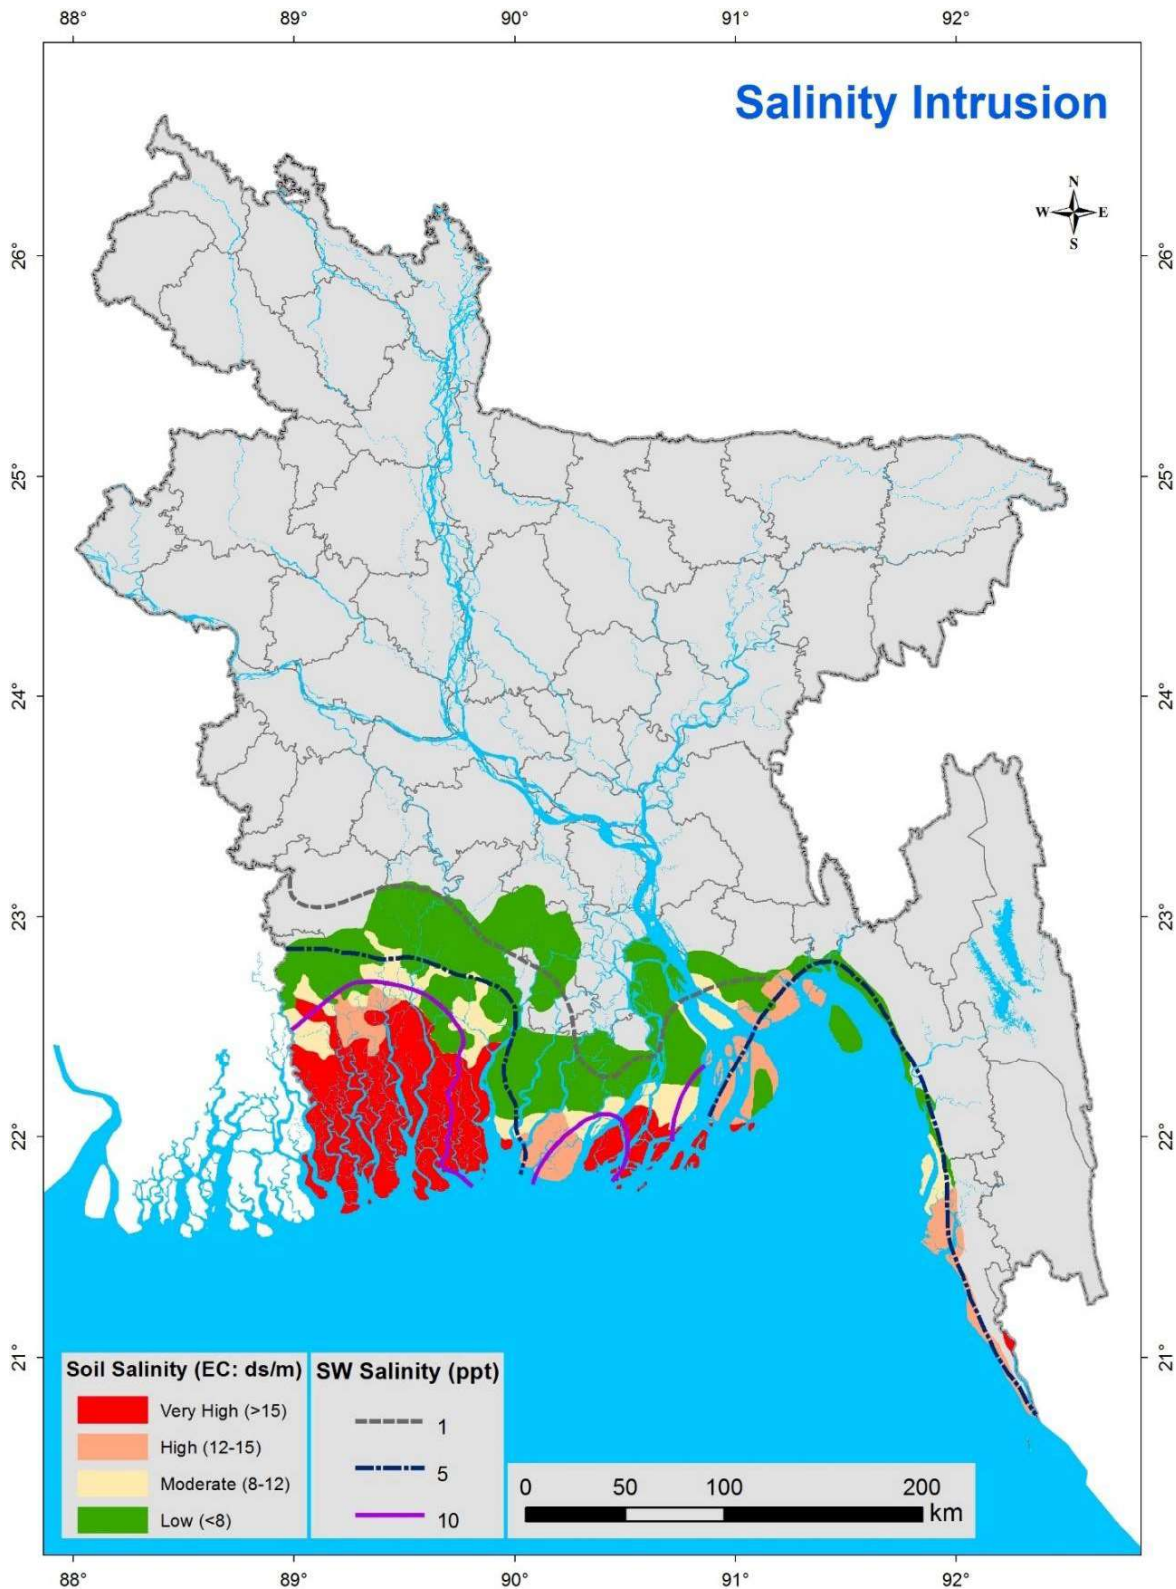 88° 89° 90° 91° 92°
Salinity Intrusion
N
W E
S
26° 26°
25° 25°
24° 24°
23° 23°
22° 22°
21° 21°
Soil Salinity (EC: ds/m)
Very High (>15)
High (12-15)
Moderate (8-12)
Low (<8)
SW Salinity (ppt)
1
5
10
0 50 100 200
km
88° 89° 90° 91° 92°